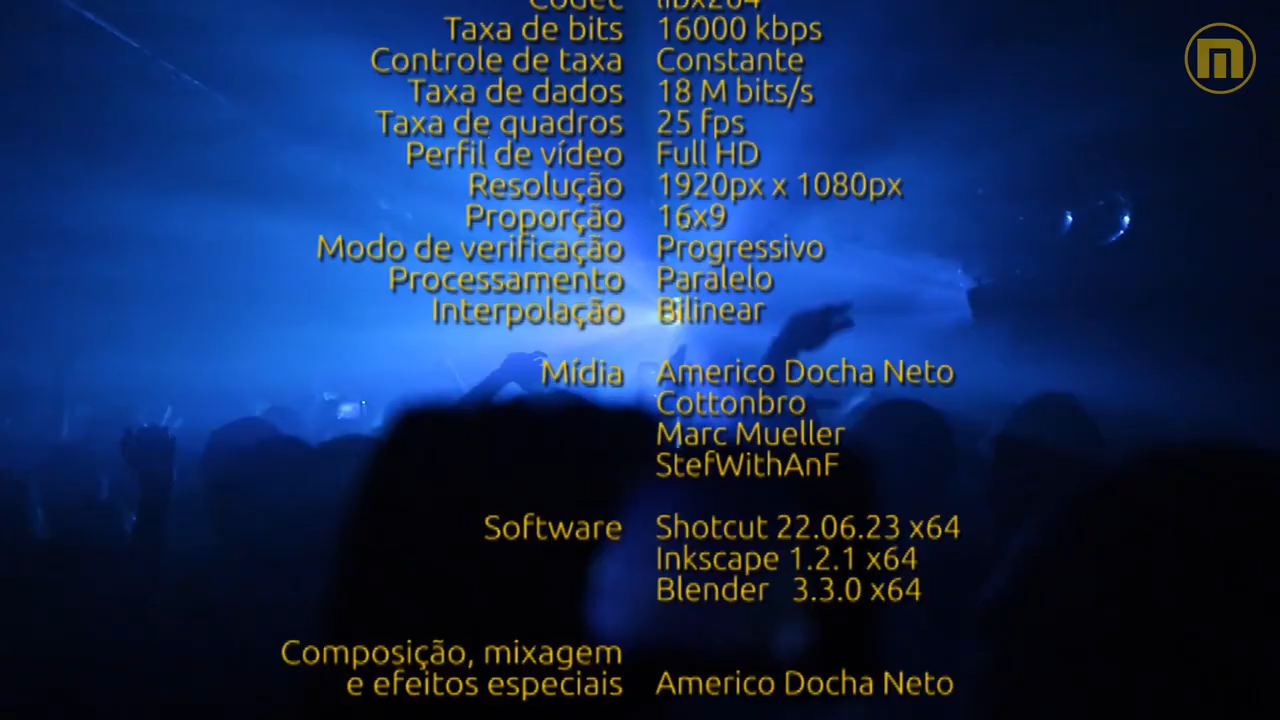 Codec libx264
Taxa de bits 16000 kbps
Controle de taxa Constante
Taxa de dados 18 M bits/s
Taxa de quadros 25 fps
Perfil de vídeo Full HD
Resolução 1920px x 1080px
Proporção 16x9
Modo de verificação Progressivo
Processamento Paralelo
Interpolação Bilinear
Mídia Americo Docha Neto
Cottonbro
Marc Mueller
StefWithAnF
Software Shotcut 22.06.23 x64
Inkscape 1.2.1 x64
Blender 3.3.0 x64
Composição, mixagem
e efeitos especiais Americo Docha Neto